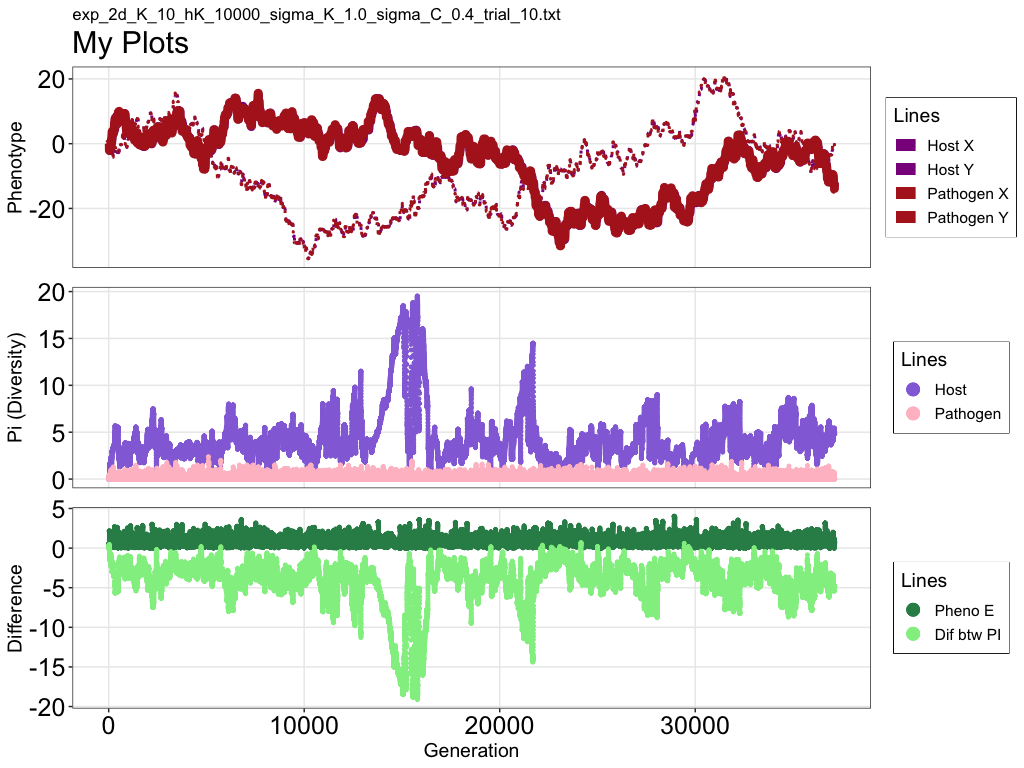 exp_2d_K_10_hK_10000_sigma_K_1.0_sigma_C_0.4_trial_10.txt
My Plots
Phenotype
20
0
-20
Lines
Host X
Host Y
Pathogen X
Pathogen Y
Pi (Diversity)
20
15
10
5
0
Lines
Host
Pathogen
Difference
5
0
-5
-10
-15
-20
Lines
Pheno E
Dif btw PI
0 10000 20000 30000
Generation